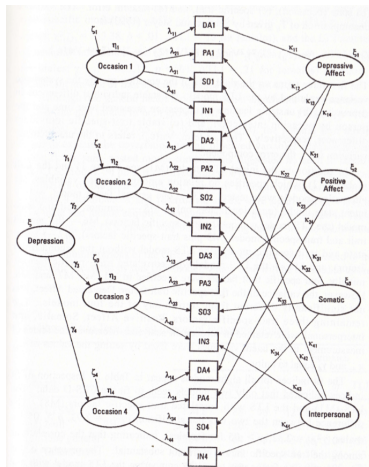 DA1
ζ₁
η₁
λ₁₁
κ₁₁
ξ₁
Occasion 1
λ₂₁
PA1
Depressive
Affect
λ₃₁
SO1
κ₁₂
κ₁₃
λ₄₁
κ₁₄
IN1
γ₁
ζ₂
η₂
λ₁₂
DA2
κ₂₁
ξ₂
Occasion 2
λ₂₂
PA2
κ₂₂
Positive
Affect
λ₃₂
SO2
κ₂₃
γ₂
λ₄₂
κ₂₄
ξ
IN2
Depression
γ₃
ζ₃
η₃
λ₁₃
DA3
κ₃₁
κ₃₂
ξ₃
λ₂₃
PA3
Occasion 3
κ₃₃
Somatic
λ₃₃
SO3
λ₄₃
κ₃₄
κ₄₁
κ₄₂
IN3
γ₄
ζ₄
η₄
λ₁₄
DA4
κ₄₃
ξ₄
Occasion 4
λ₂₄
PA4
Interpersonal
λ₃₄
SO4
λ₄₄
IN4